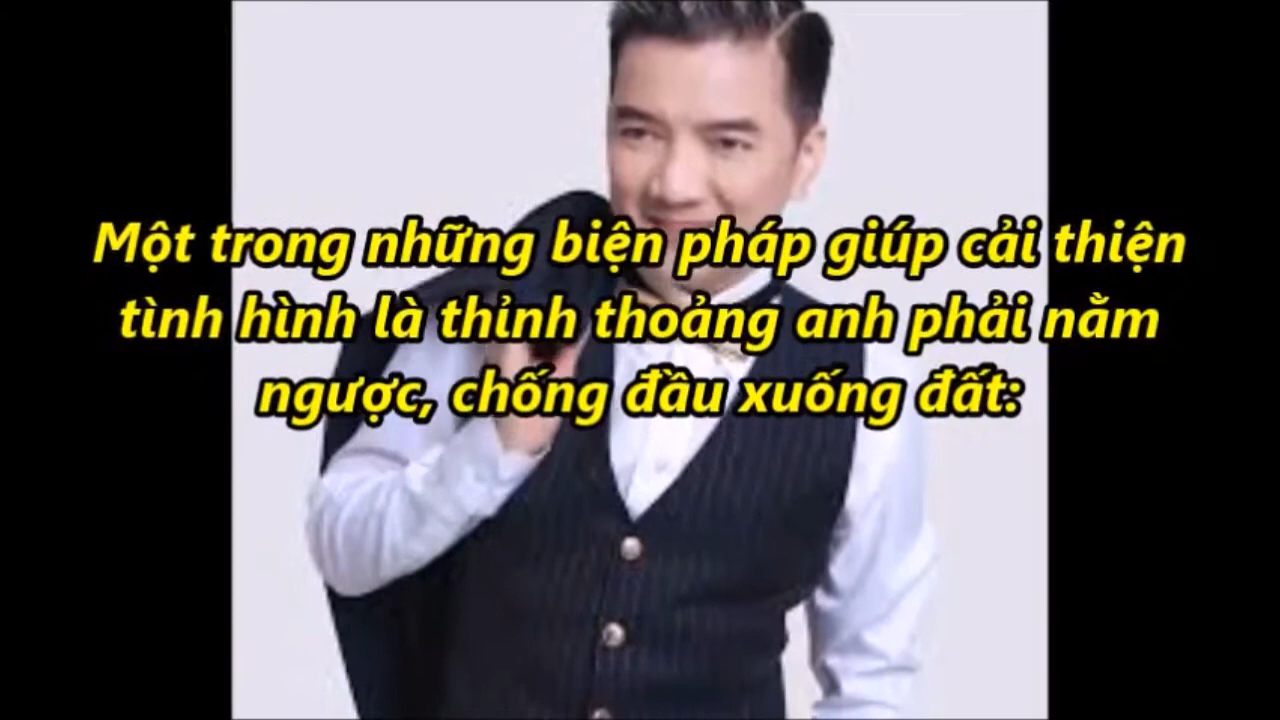 Một trong những biện pháp giúp cải thiện
tình hình là thỉnh thoảng anh phải nằm
ngược, chống đầu xuống đất: